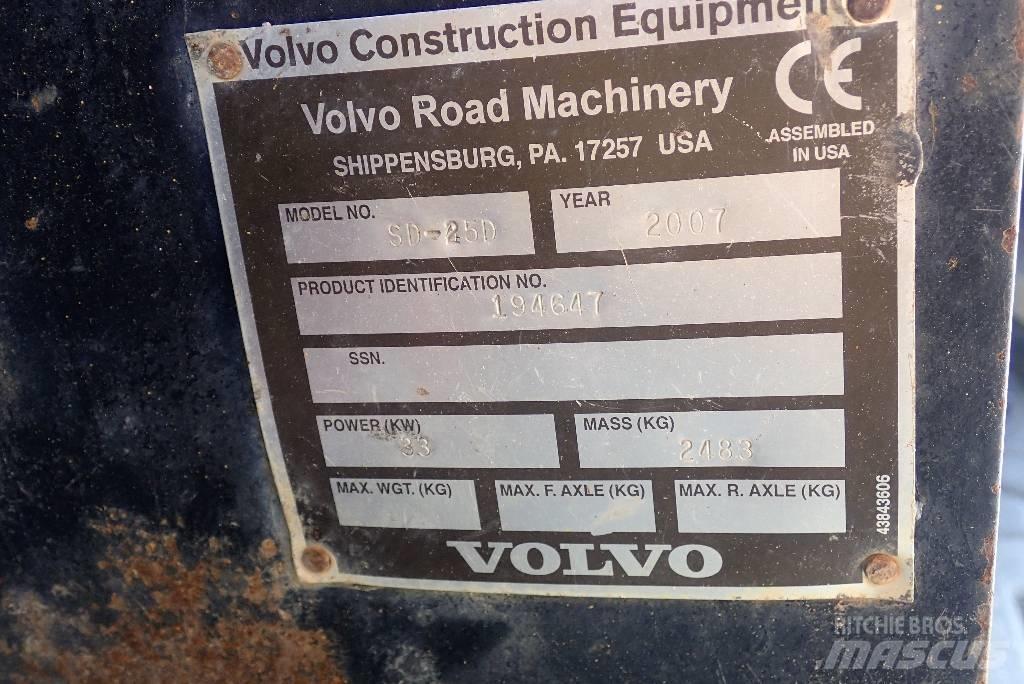 Volvo Construction Equipment
Volvo Road Machinery
SHIPPENSBURG, PA. 17257 USA
CE
ASSEMBLED
IN USA
MODEL NO. SD-25D
YEAR 2007
PRODUCT IDENTIFICATION NO.
194647
SSN.
POWER (KW)
33
MASS (KG)
2483
MAX. WGT. (KG)
MAX. F. AXLE (KG)
MAX. R. AXLE (KG)
43843606
VOLVO
RITCHIE BROS.
MASCUS